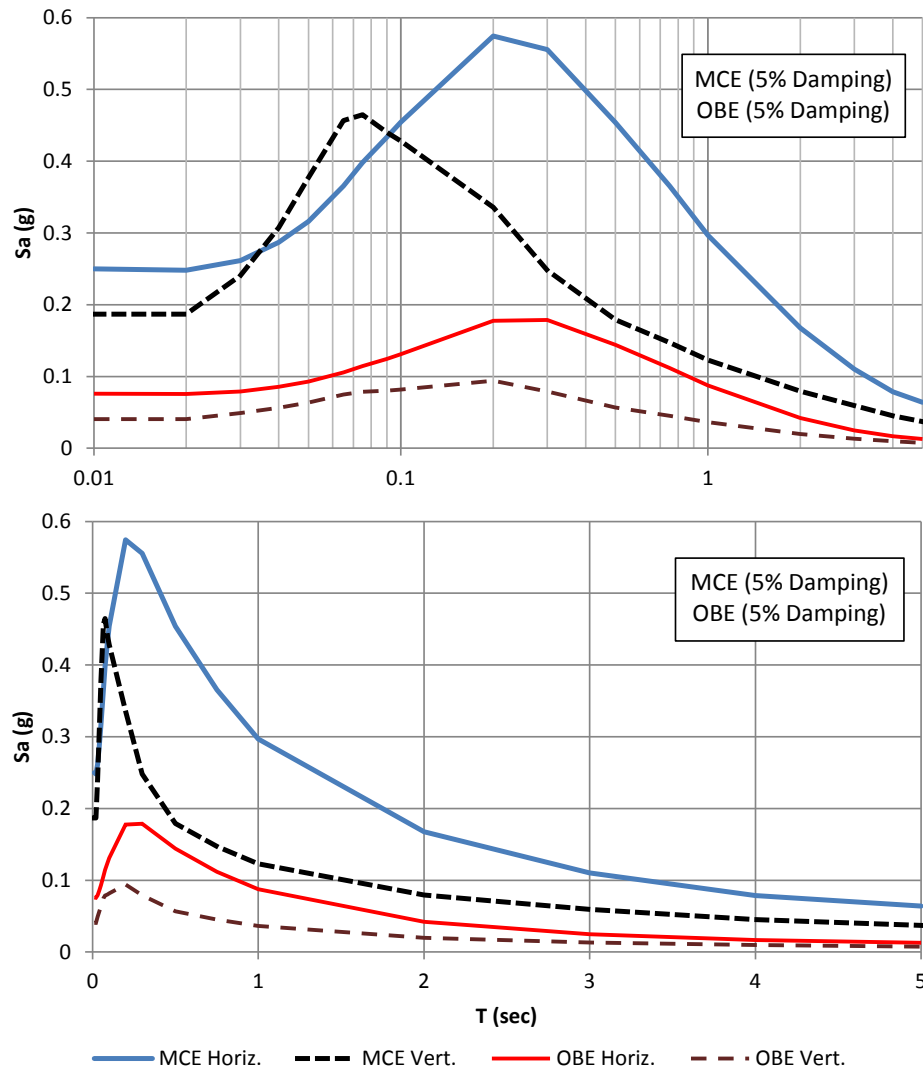 0.6
0.5
0.4
0.3
0.2
0.1
0
Sa (g)
MCE (5% Damping)
OBE (5% Damping)
0.01 0.1 1
0.6
0.5
0.4
0.3
0.2
0.1
0
Sa (g)
MCE (5% Damping)
OBE (5% Damping)
0 1 2 3 4 5
T (sec)
MCE Horiz. MCE Vert. OBE Horiz. OBE Vert.